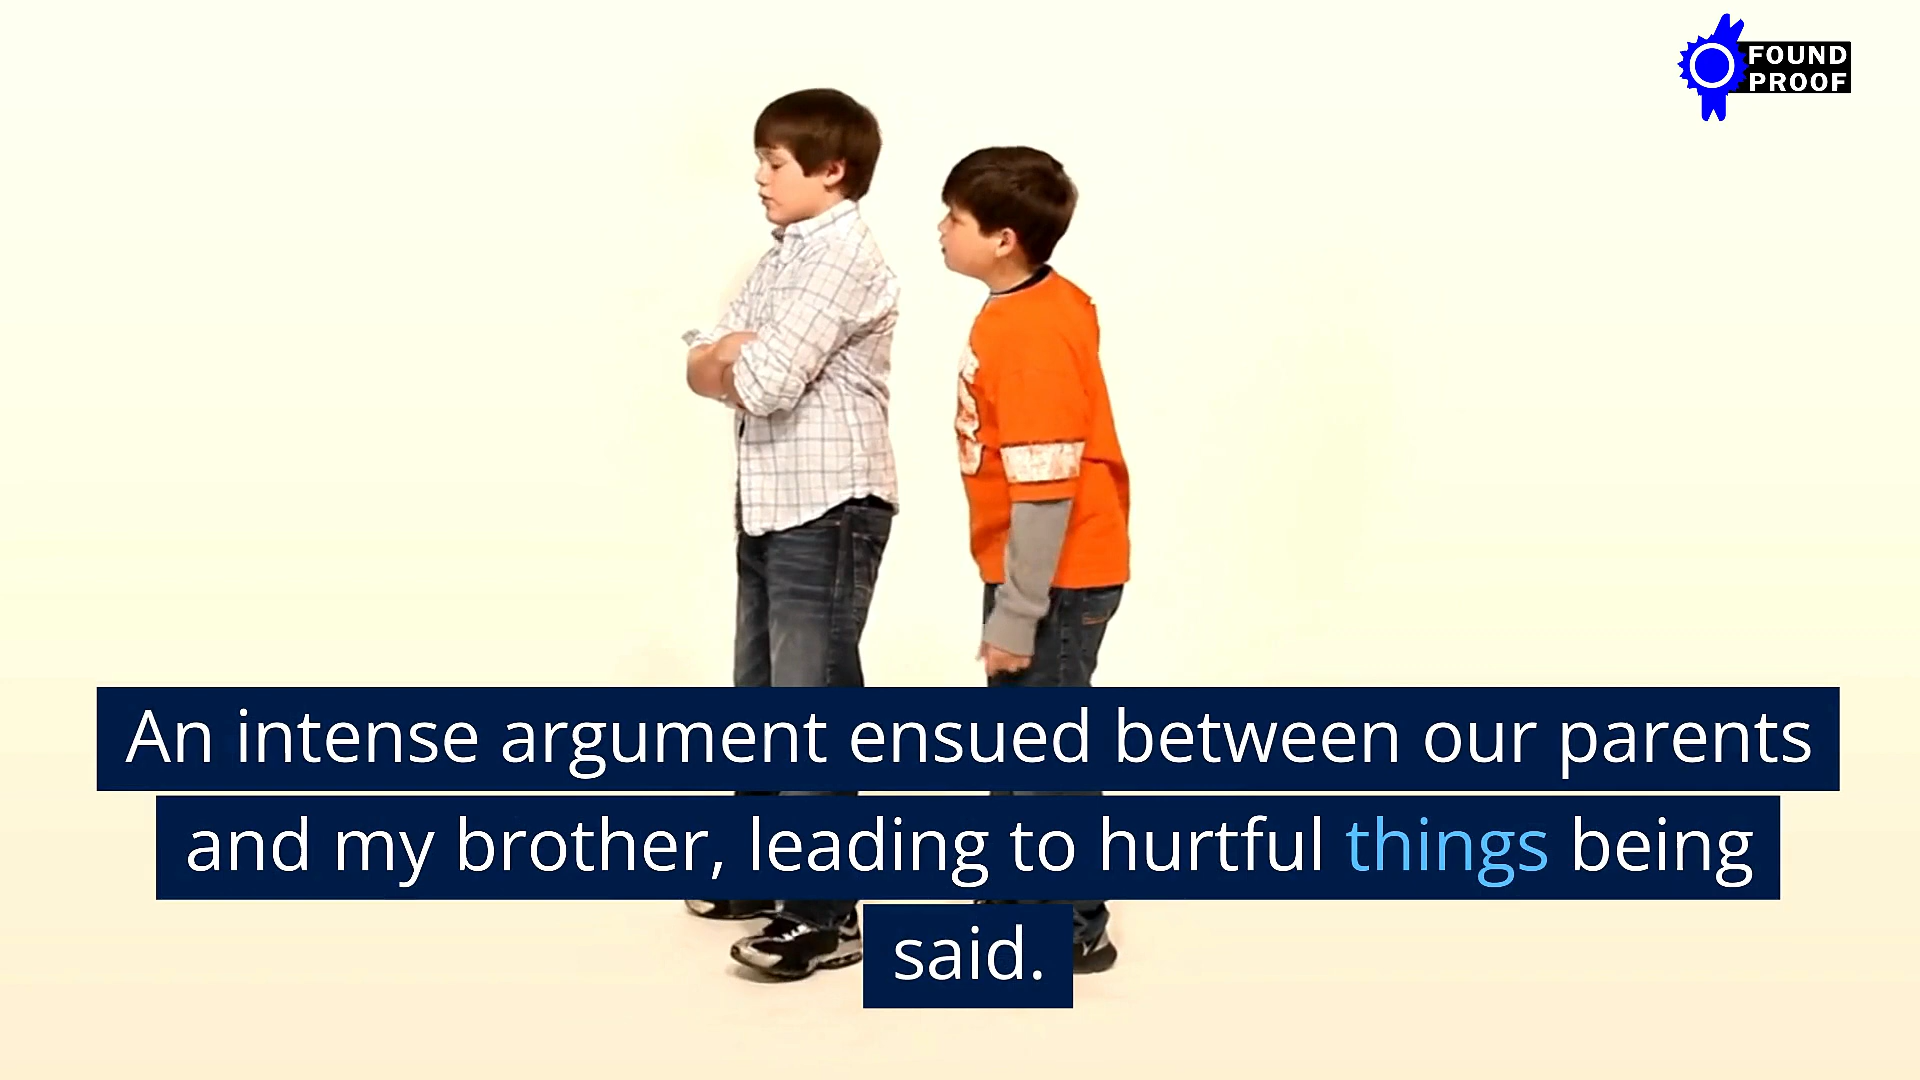 FOUND
PROOF
An intense argument ensued between our parents
and my brother, leading to hurtful things being
said.